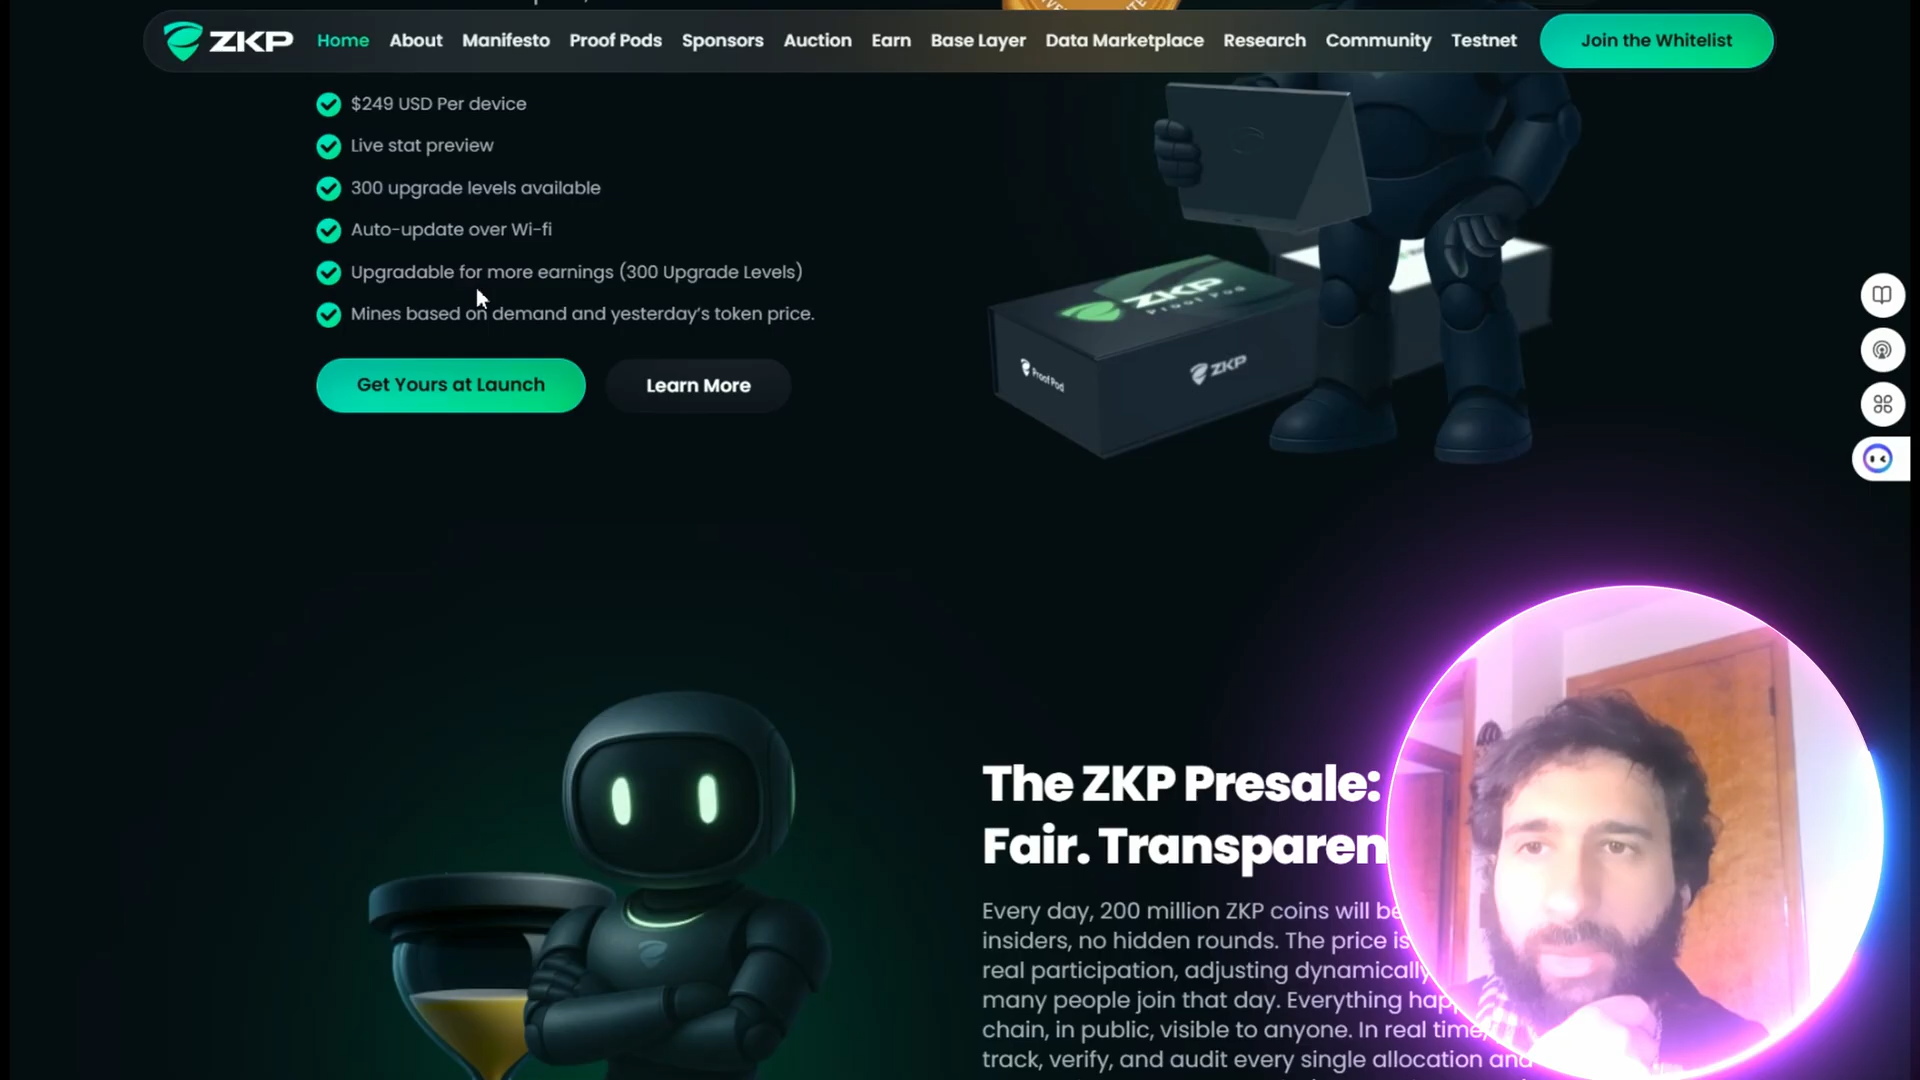 ZKP Home About Manifesto Proof Pods Sponsors Auction Earn Base Layer Data Marketplace Research Community Testnet Join the Whitelist
$249 USD Per device
Live stat preview
300 upgrade levels available
Auto-update over Wi-fi
Upgradable for more earnings (300 Upgrade Levels)
Mines based on demand and yesterday's token price.
Get Yours at Launch Learn More
ZKP
Proof Pod
Proof Pod
ZKP
The ZKP Presale:
Fair. Transparen
Every day, 200 million ZKP coins will be
insiders, no hidden rounds. The price is
real participation, adjusting dynamically
many people join that day. Everything hap
chain, in public, visible to anyone. In real time,
track, verify, and audit every single allocation and